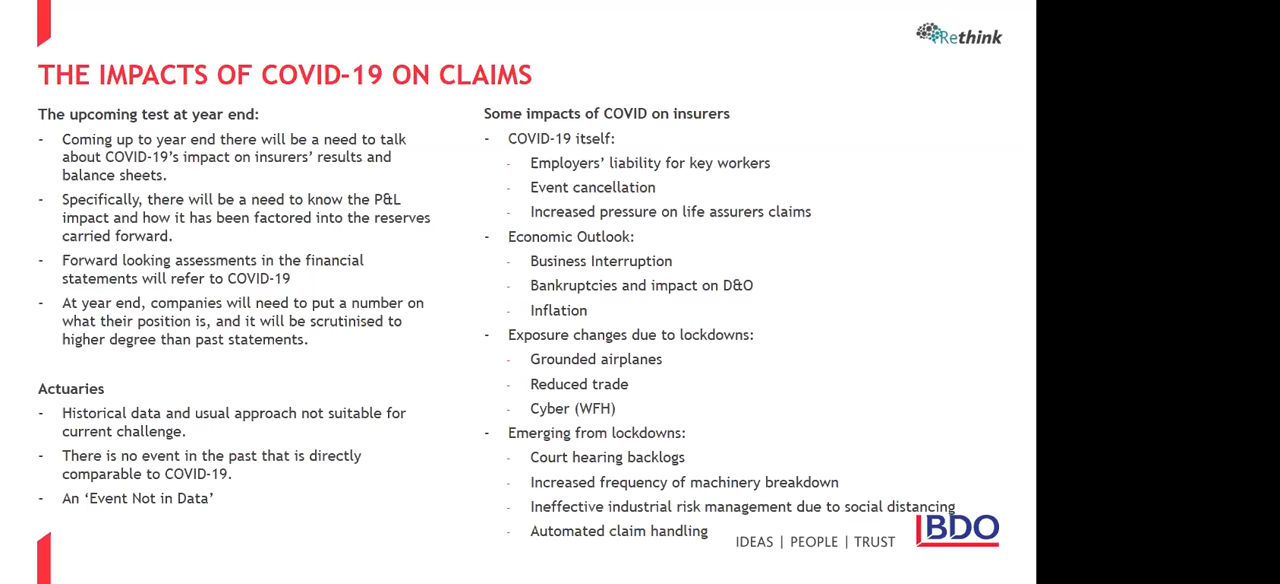 Rethink
THE IMPACTS OF COVID-19 ON CLAIMS
The upcoming test at year end:
- Coming up to year end there will be a need to talk
about COVID-19’s impact on insurers’ results and
balance sheets.
- Specifically, there will be a need to know the P&L
impact and how it has been factored into the reserves
carried forward.
- Forward looking assessments in the financial
statements will refer to COVID-19
- At year end, companies will need to put a number on
what their position is, and it will be scrutinised to
higher degree than past statements.
Actuaries
- Historical data and usual approach not suitable for
current challenge.
- There is no event in the past that is directly
comparable to COVID-19.
- An ‘Event Not in Data’
Some impacts of COVID on insurers
- COVID-19 itself:
- Employers’ liability for key workers
- Event cancellation
- Increased pressure on life assurers claims
- Economic Outlook:
- Business Interruption
- Bankruptcies and impact on D&O
- Inflation
- Exposure changes due to lockdowns:
- Grounded airplanes
- Reduced trade
- Cyber (WFH)
- Emerging from lockdowns:
- Court hearing backlogs
- Increased frequency of machinery breakdown
- Ineffective industrial risk management due to social distancing
- Automated claim handling
IDEAS | PEOPLE | TRUST
BDO